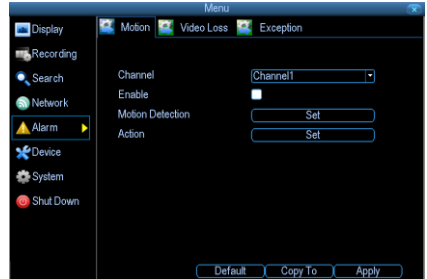 Menu
Display
Recording
Search
Network
Alarm
Device
System
Shut Down
Motion Video Loss Exception
Channel Channel1
Enable
Motion Detection Set
Action Set
Default Copy To Apply